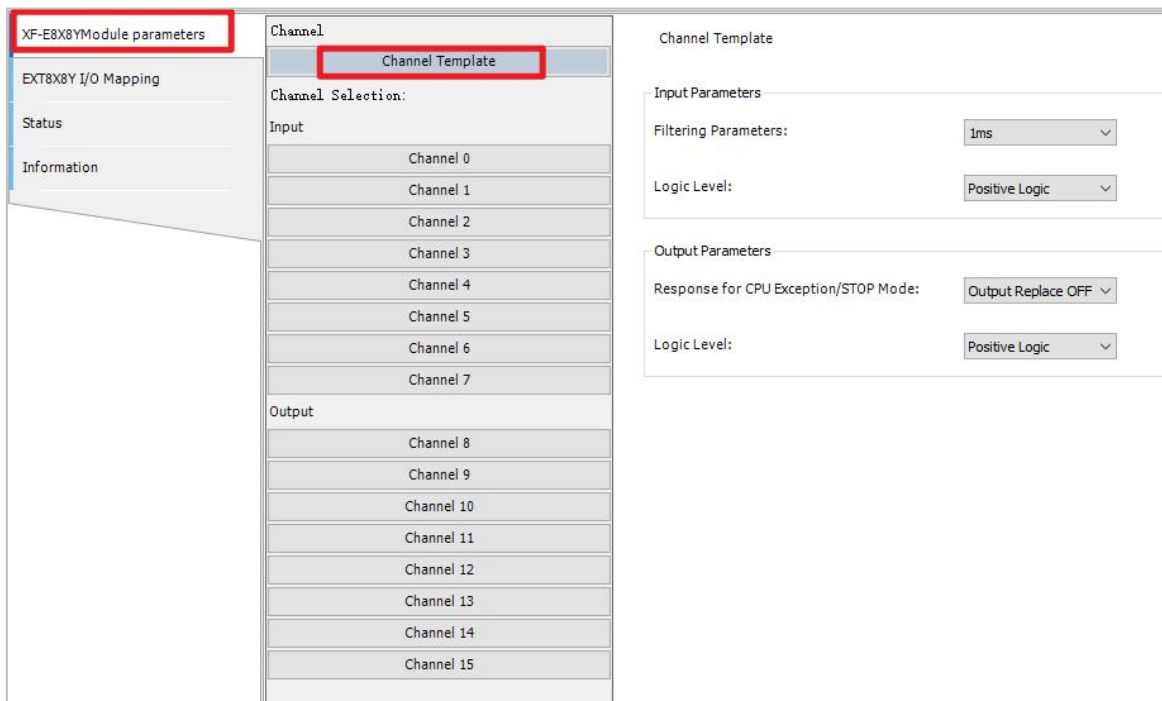 XF-E8X8YModule parameters
EXT8X8Y I/O Mapping
Status
Information
Channel
Channel Template
Channel Selection:
Input
Channel 0
Channel 1
Channel 2
Channel 3
Channel 4
Channel 5
Channel 6
Channel 7
Output
Channel 8
Channel 9
Channel 10
Channel 11
Channel 12
Channel 13
Channel 14
Channel 15
Channel Template
Input Parameters
Filtering Parameters: 1ms
Logic Level: Positive Logic
Output Parameters
Response for CPU Exception/STOP Mode: Output Replace OFF
Logic Level: Positive Logic